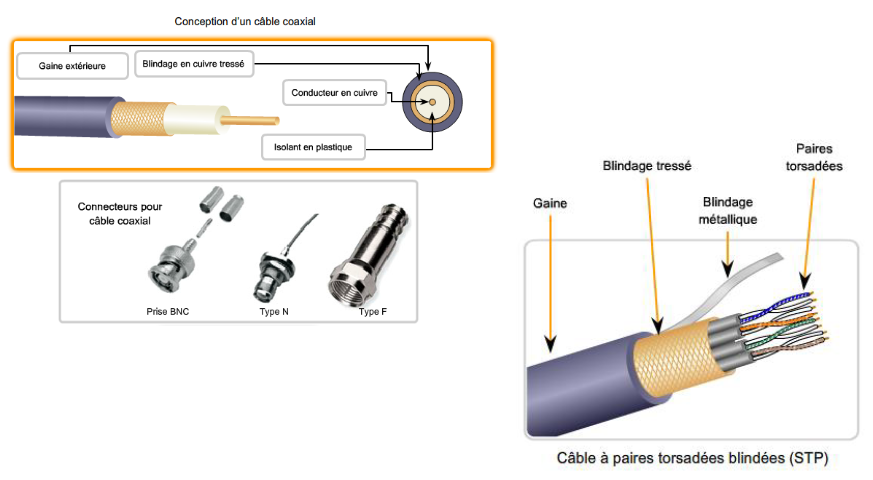 Conception d'un câble coaxial
Gaine extérieure
Blindage en cuivre tressé
Conducteur en cuivre
Isolant en plastique
Connecteurs pour
câble coaxial
Prise BNC
Type N
Type F
Paires
torsadées
Blindage tressé
Blindage
métallique
Gaine
Câble à paires torsadées blindées (STP)